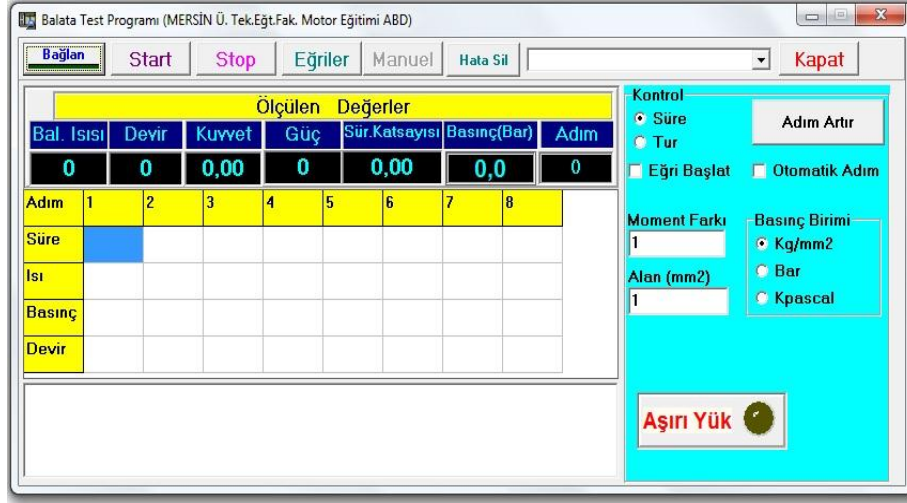 Balata Test Programı (MERSİN Ü. Tek.Eğt.Fak. Motor Eğitimi ABD)
Bağlan Start Stop Eğriler Manuel Hata Sil Kapat
Ölçülen Değerler
Bal. Isısı Devir Kuvvet Güç Sür.Katsayısı Basınç(Bar) Adım
0 0 0,00 0 0,00 0,0 0
Adım 1 2 3 4 5 6 7 8
Süre
Isı
Basınç
Devir
Kontrol
Süre
Tur
Adım Artır
Eğri Başlat Otomatik Adım
Moment Farkı
1
Alan (mm2)
1
Basınç Birimi
Kg/mm2
Bar
Kpascal
Aşırı Yük